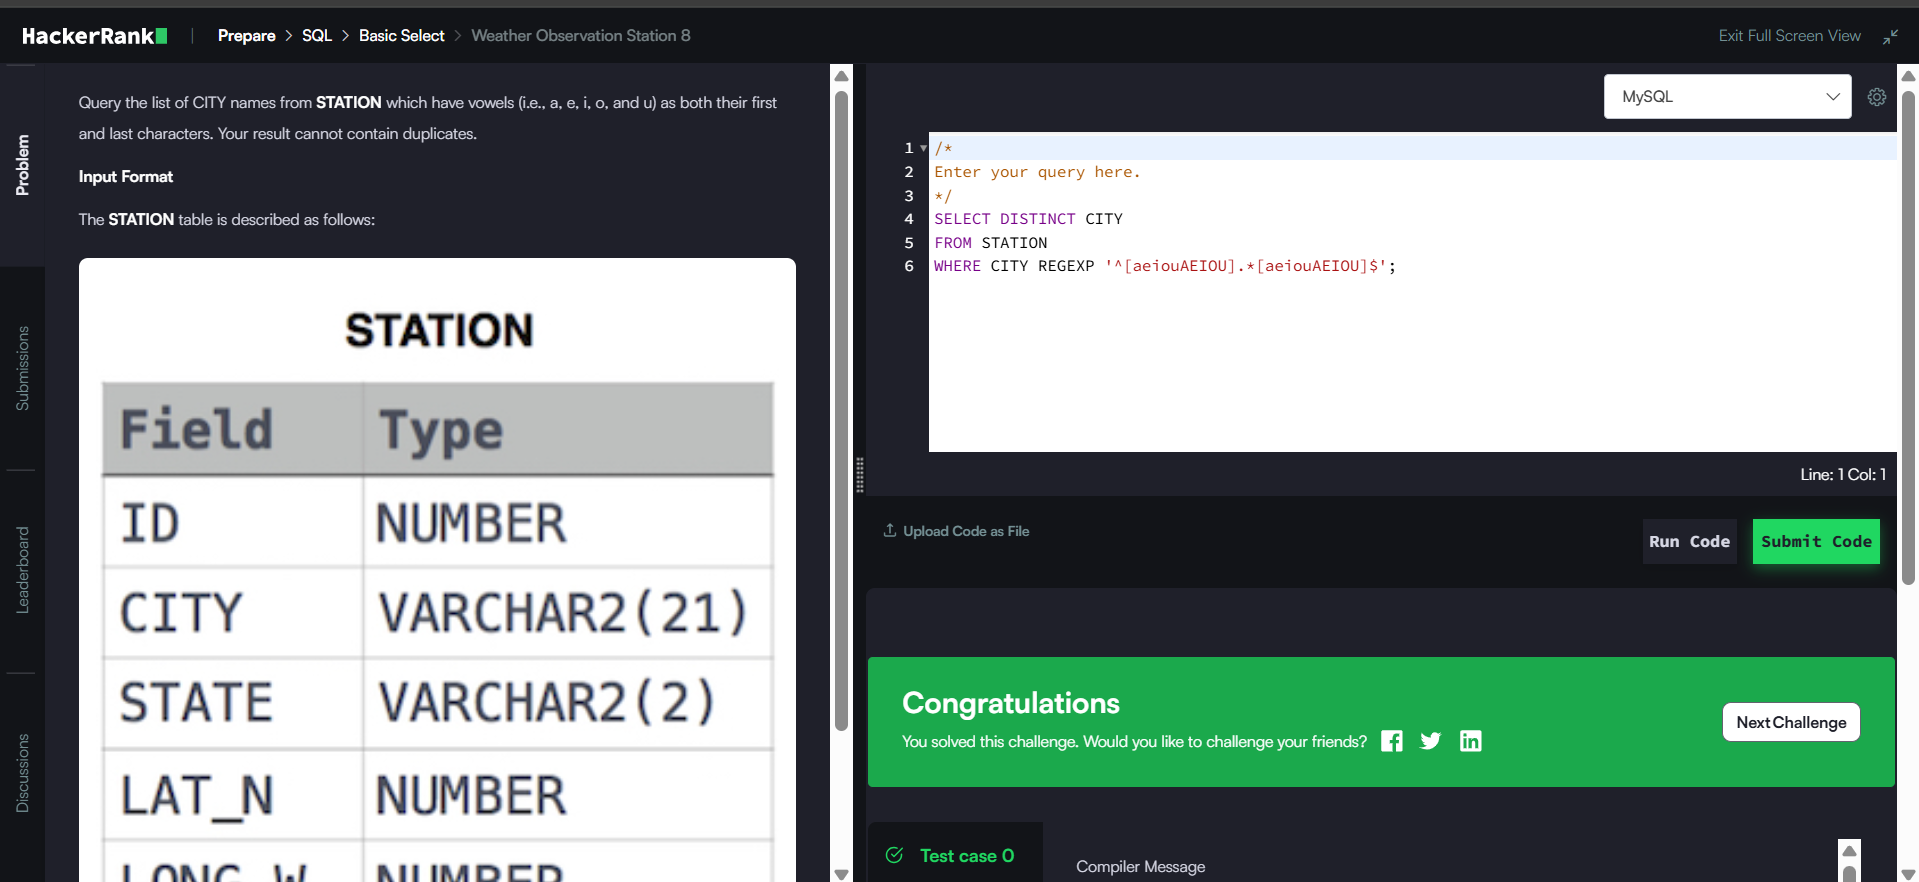 HackerRank
Prepare > SQL > Basic Select > Weather Observation Station 8
Exit Full Screen View
Problem
Submissions
Leaderboard
Discussions
Query the list of CITY names from STATION which have vowels (i.e., a, e, i, o, and u) as both their first
and last characters. Your result cannot contain duplicates.
Input Format
The STATION table is described as follows:
STATION
Field Type
ID NUMBER
CITY VARCHAR2(21)
STATE VARCHAR2(2)
LAT_N NUMBER
LONG_W NUMBER
MySQL
1 /*
2 Enter your query here.
3 */
4 SELECT DISTINCT CITY
5 FROM STATION
6 WHERE CITY REGEXP '^[aeiouAEIOU].*[aeiouAEIOU]$';
Line: 1 Col: 1
Upload Code as File
Run Code
Submit Code
Congratulations
You solved this challenge. Would you like to challenge your friends?
Next Challenge
Test case 0
Compiler Message